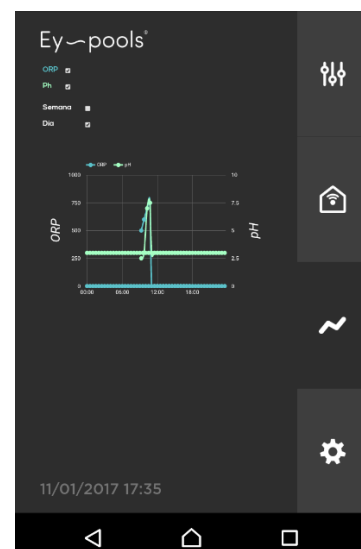 Ey-pools®
ORP
Ph
Semana
Dia
ORP pH
1000 10
750 7.5
500 5
250 2.5
0 0
ORP
pH
00:00 06:00 12:00 18:00
11/01/2017 17:35